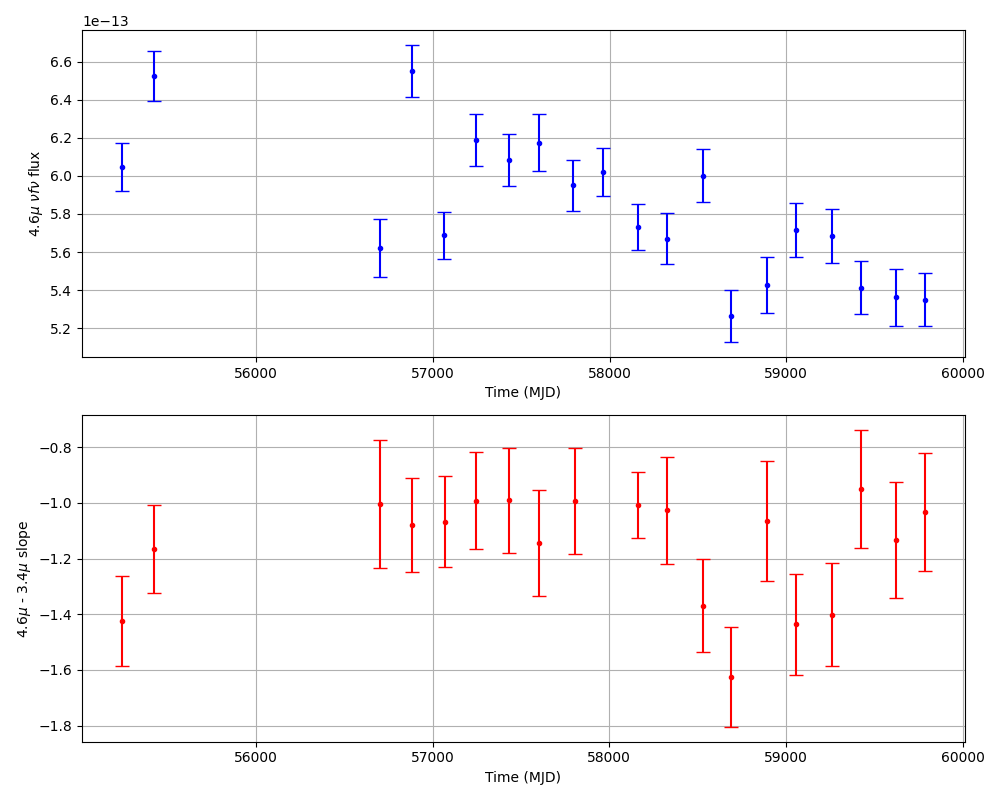 1e−13
6.6
6.4
6.2
6.0
5.8
5.6
5.4
5.2
4.6μ νfν flux
56000 57000 58000 59000 60000
Time (MJD)
−0.8
−1.0
−1.2
−1.4
−1.6
−1.8
4.6μ - 3.4μ slope
56000 57000 58000 59000 60000
Time (MJD)